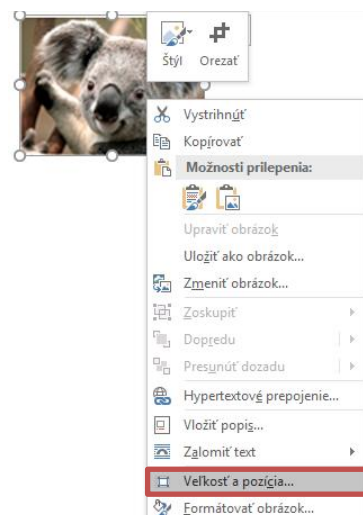 Štýl Orezať
Vystrihnúť
Kopírovať
Možnosti prilepenia:
Upraviť obrázok
Uložiť ako obrázok...
Zmeniť obrázok...
Zoskupiť
Dopredu
Presunúť dozadu
Hypertextové prepojenie...
Vložiť popis...
Zalomiť text
Veľkosť a pozícia...
Formátovať obrázok...